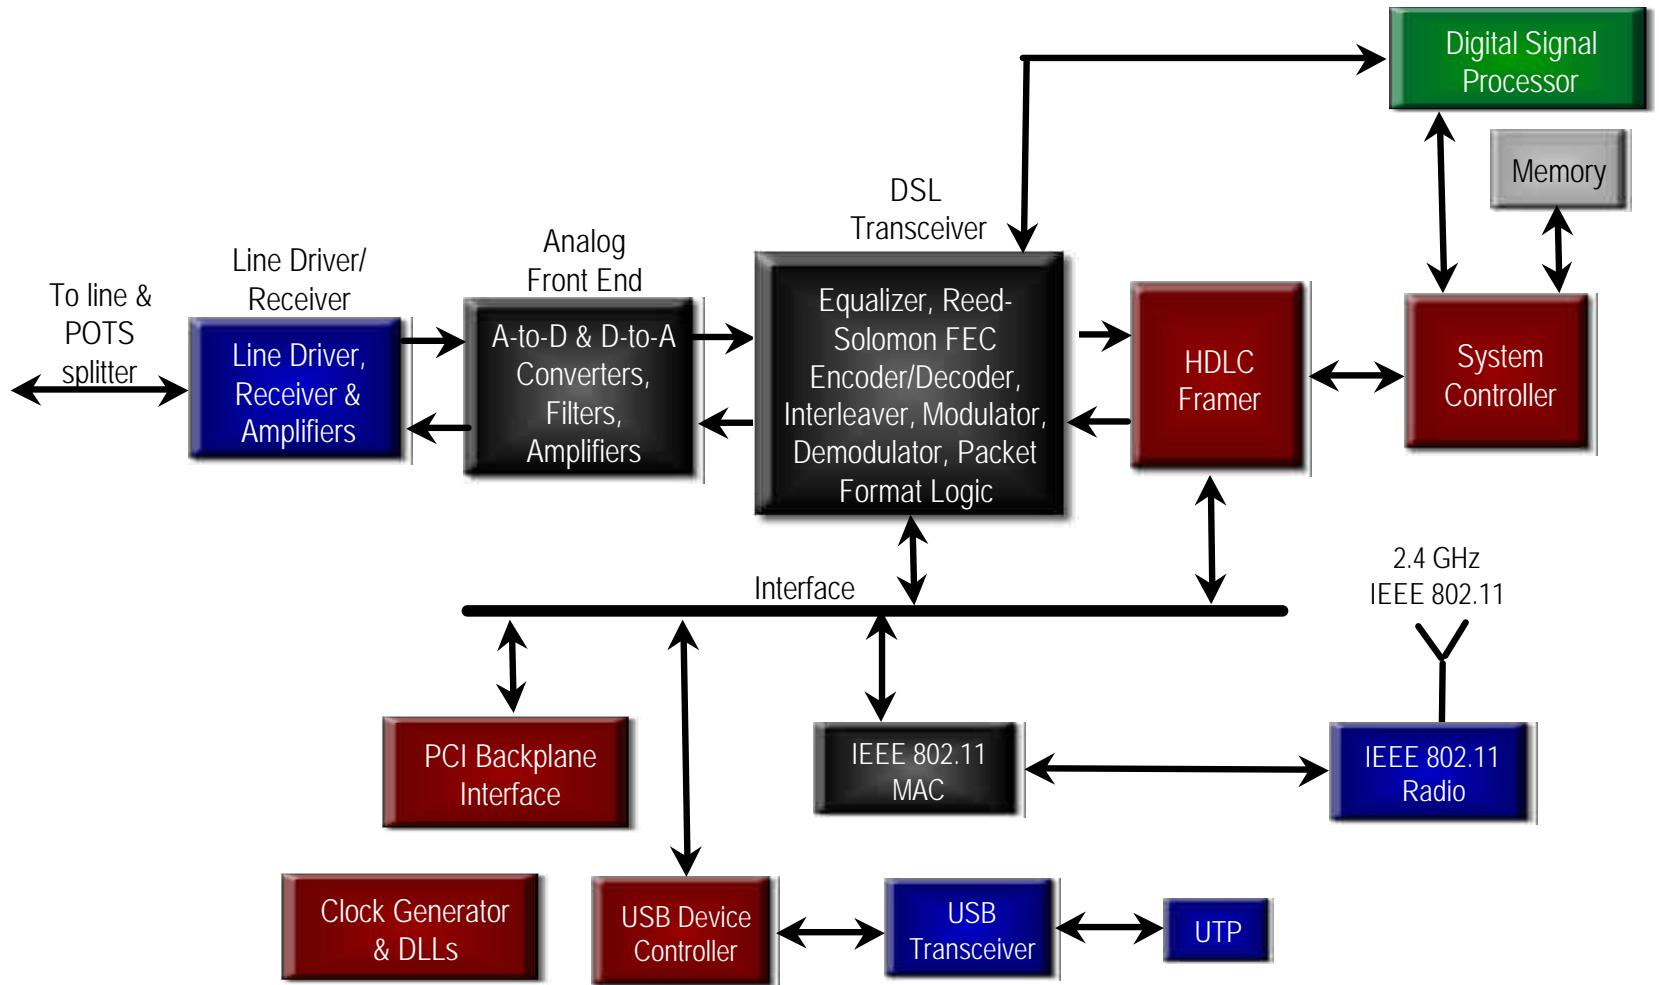 Digital Signal
Processor
Memory
DSL
Transceiver
Analog
Front End
Line Driver/
Receiver
To line &
POTS
splitter
Line Driver,
Receiver &
Amplifiers
A-to-D & D-to-A
Converters,
Filters,
Amplifiers
Equalizer, Reed-
Solomon FEC
Encoder/Decoder,
Interleaver, Modulator,
Demodulator, Packet
Format Logic
HDLC
Framer
System
Controller
Interface
2.4 GHz
IEEE 802.11
PCI Backplane
Interface
IEEE 802.11
MAC
IEEE 802.11
Radio
Clock Generator
& DLLs
USB Device
Controller
USB
Transceiver
UTP